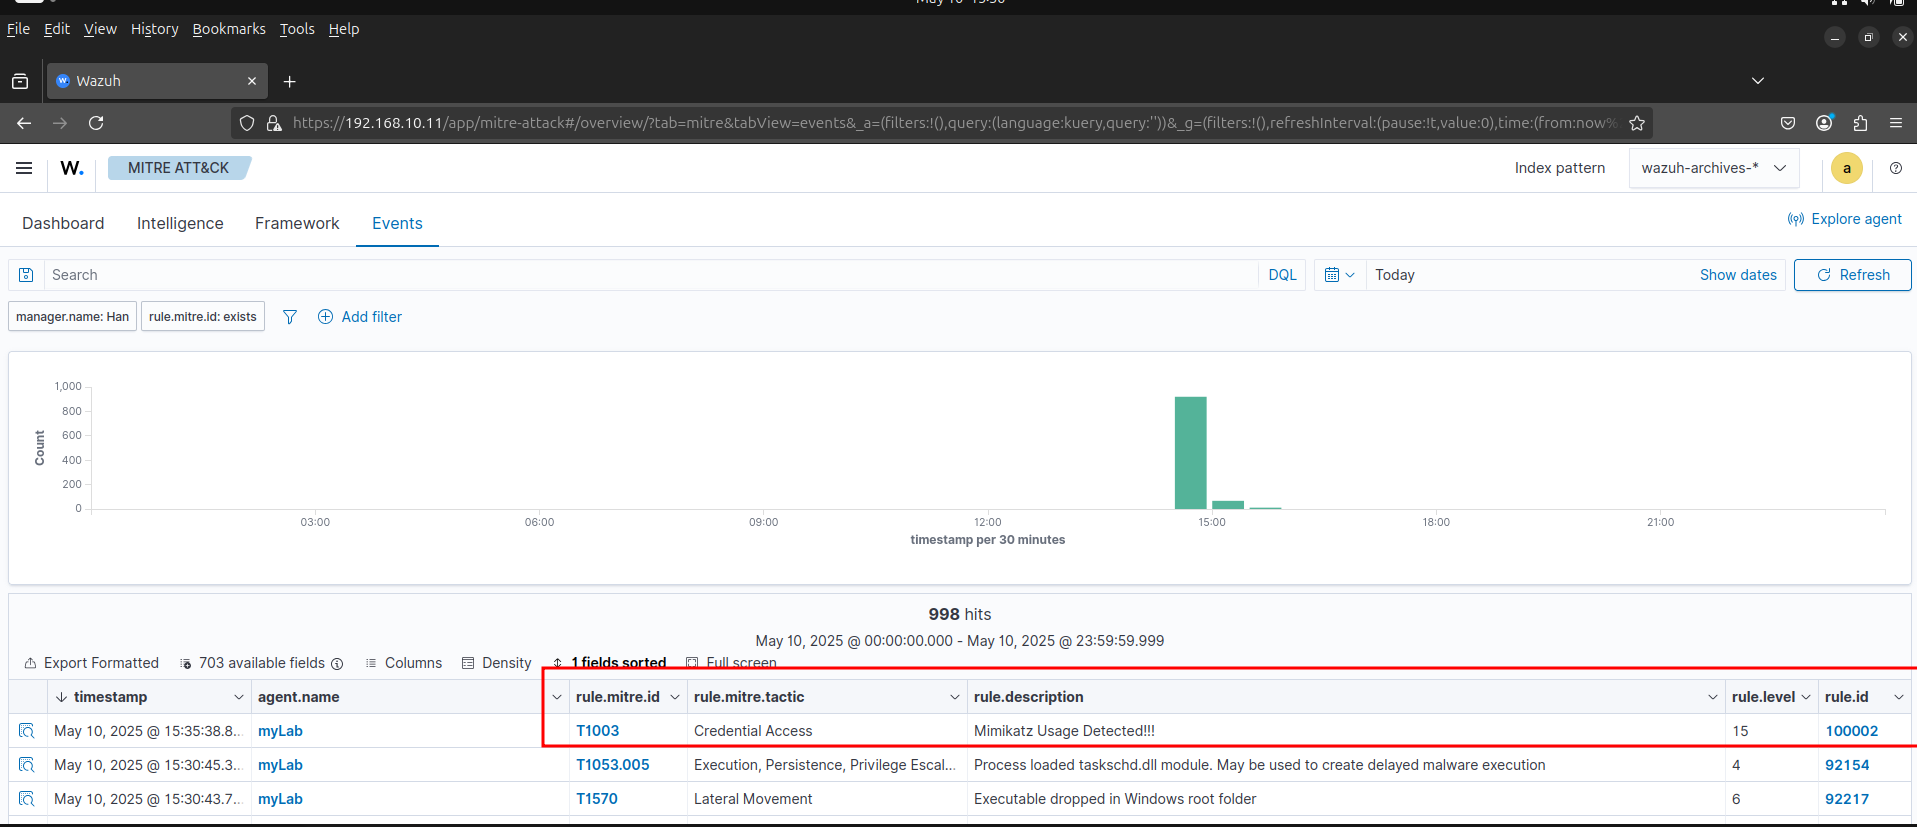 File Edit View History Bookmarks Tools Help
Wazuh
https://192.168.10.11/app/mitre-attack#/overview/?tab=mitre&tabView=events&_a=(filters:!(),query:(language:kuery,query:''))&_g=(filters:!(),refreshInterval:(pause:!t,value:0),time:(from:now%
W. MITRE ATT&CK Index pattern wazuh-archives-* a
Dashboard Intelligence Framework Events Explore agent
Search DQL Today Show dates Refresh
manager.name: Han rule.mitre.id: exists Add filter
1,000
800
600
400
200
0
Count
03:00 06:00 09:00 12:00 15:00 18:00 21:00
timestamp per 30 minutes
998 hits
May 10, 2025 @ 00:00:00.000 - May 10, 2025 @ 23:59:59.999
Export Formatted 703 available fields Columns Density 1 fields sorted Full screen
timestamp agent.name rule.mitre.id rule.mitre.tactic rule.description rule.level rule.id
May 10, 2025 @ 15:35:38.8... myLab T1003 Credential Access Mimikatz Usage Detected!!! 15 100002
May 10, 2025 @ 15:30:45.3... myLab T1053.005 Execution, Persistence, Privilege Escal... Process loaded taskschd.dll module. May be used to create delayed malware execution 4 92154
May 10, 2025 @ 15:30:43.7... myLab T1570 Lateral Movement Executable dropped in Windows root folder 6 92217